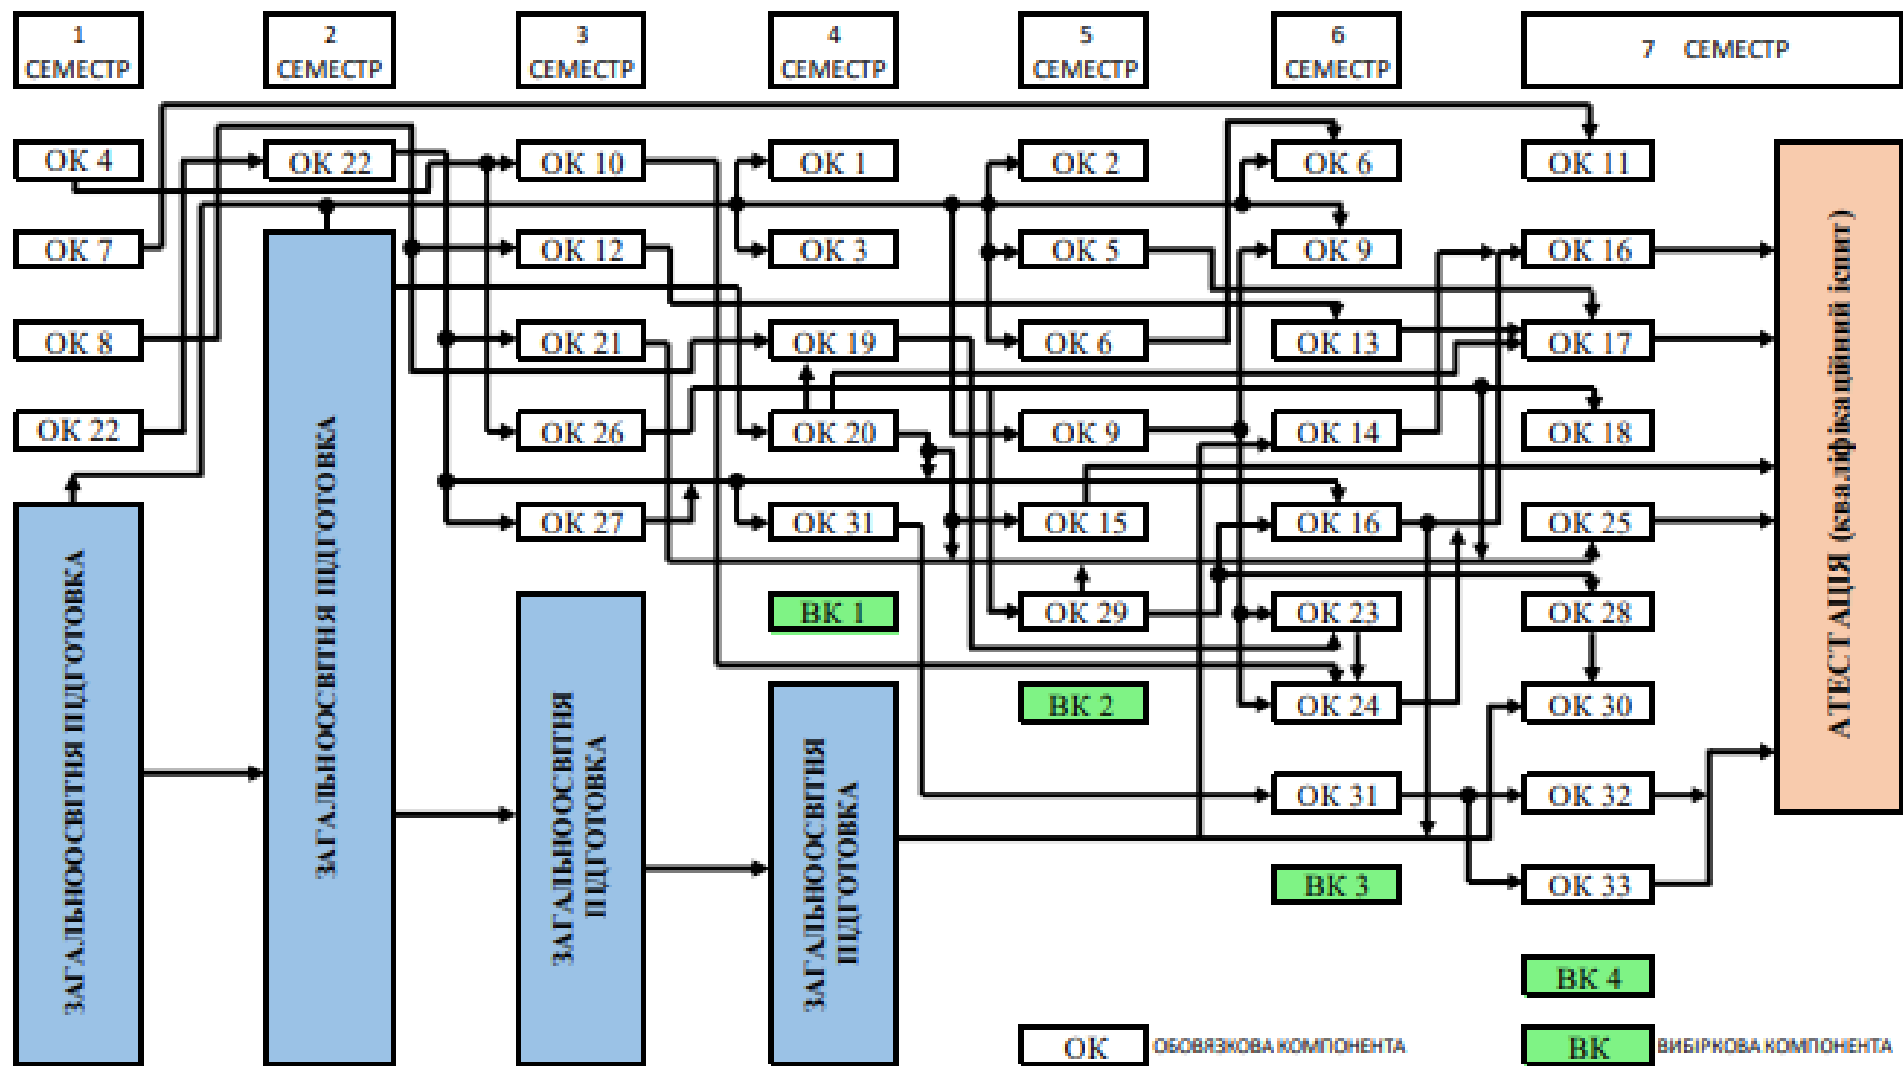 1
СЕМЕСТР
2
СЕМЕСТР
3
СЕМЕСТР
4
СЕМЕСТР
5
СЕМЕСТР
6
СЕМЕСТР
7 СЕМЕСТР
ОК 4
ОК 22
ОК 10
ОК 1
ОК 2
ОК 6
ОК 11
ОК 7
ОК 12
ОК 3
ОК 5
ОК 9
ОК 16
ОК 8
ОК 21
ОК 19
ОК 6
ОК 13
ОК 17
ОК 22
ОК 26
ОК 20
ОК 9
ОК 14
ОК 18
ОК 27
ОК 31
ОК 15
ОК 16
ОК 25
ВК 1
ОК 29
ОК 23
ОК 28
ВК 2
ОК 24
ОК 30
ОК 31
ОК 32
ВК 3
ОК 33
ВК 4
ЗАГАЛЬНООСВІТНЯ ПІДГОТОВКА
ЗАГАЛЬНООСВІТНЯ ПІДГОТОВКА
ЗАГАЛЬНООСВІТНЯ
ПІДГОТОВКА
ЗАГАЛЬНООСВІТНЯ
ПІДГОТОВКА
АТЕСТАЦІЯ (кваліфікаційний іспит)
ОК ОБОВЯЗКОВА КОМПОНЕНТА
ВК ВИБІРКОВА КОМПОНЕНТА